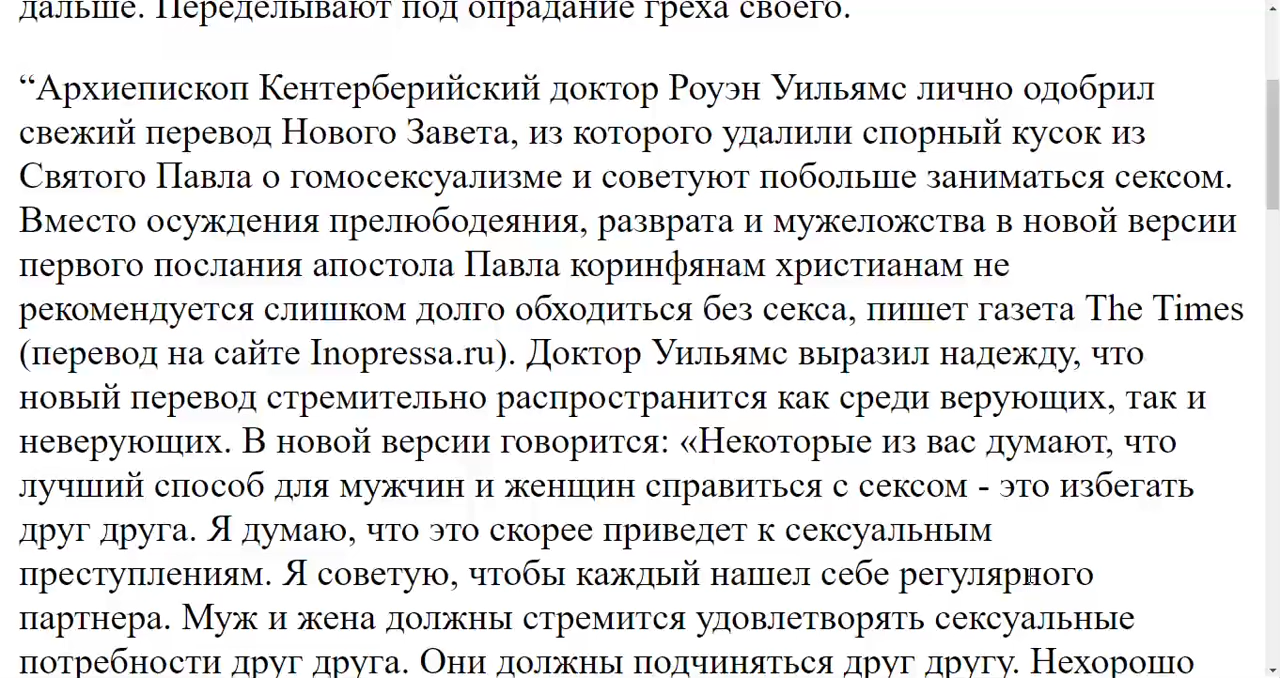 дальше. Переделывают под опрадание греха своего.
“Архиепископ Кентерберийский доктор Роуэн Уильямс лично одобрил
свежий перевод Нового Завета, из которого удалили спорный кусок из
Святого Павла о гомосексуализме и советуют побольше заниматься сексом.
Вместо осуждения прелюбодеяния, разврата и мужеложства в новой версии
первого послания апостола Павла коринфянам христианам не
рекомендуется слишком долго обходиться без секса, пишет газета The Times
(перевод на сайте Inopressa.ru). Доктор Уильямс выразил надежду, что
новый перевод стремительно распространится как среди верующих, так и
неверующих. В новой версии говорится: «Некоторые из вас думают, что
лучший способ для мужчин и женщин справиться с сексом - это избегать
друг друга. Я думаю, что это скорее приведет к сексуальным
преступлениям. Я советую, чтобы каждый нашел себе регулярного
партнера. Муж и жена должны стремится удовлетворять сексуальные
потребности друг друга. Они должны подчиняться друг другу. Нехорошо